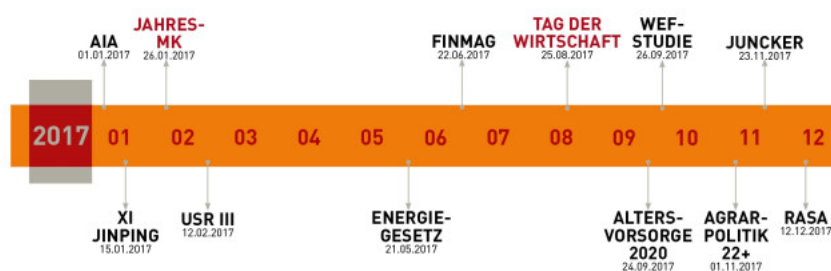 AIA
01.01.2017
JAHRES-
MK
26.01.2017
FINMAG
22.06.2017
TAG DER
WIRTSCHAFT
25.08.2017
WEF-
STUDIE
26.09.2017
JUNCKER
23.11.2017
2017 01 02 03 04 05 06 07 08 09 10 11 12
XI
JINPING
15.01.2017
USR III
12.02.2017
ENERGIE-
GESETZ
21.05.2017
ALTERS-
VORSORGE
2020
24.09.2017
AGRAR-
POLITIK
22+
01.11.2017
RASA
12.12.2017